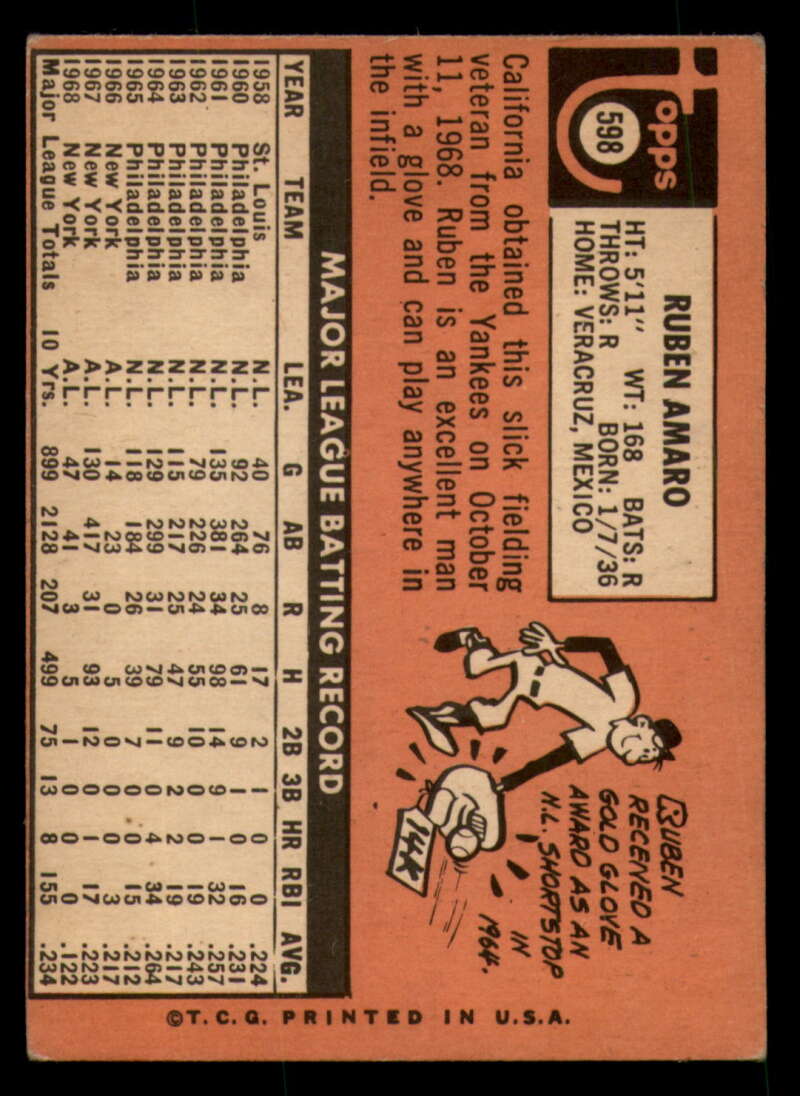 Topps
598
RUBEN AMARO
HT: 5'11" WT: 168 BATS: R
THROWS: R BORN: 1/7/36
HOME: VERACRUZ, MEXICO
California obtained this slick fielding
veteran from the Yankees on October
11, 1968. Ruben is an excellent man
with a glove and can play anywhere in
the infield.
RUBEN
RECEIVED A
GOLD GLOVE
AWARD AS AN
N.L. SHORTSTOP
IN
1964.
14K
MAJOR LEAGUE BATTING RECORD
YEAR TEAM LEA. G AB R H 2B 3B HR RBI AVG.
1958 St. Louis N.L. 40 76 8 17 2 1 0 0 .224
1960 Philadelphia N.L. 92 264 25 61 9 1 0 16 .231
1961 Philadelphia N.L. 135 381 34 98 14 9 1 32 .257
1962 Philadelphia N.L. 79 226 24 55 10 0 0 19 .243
1963 Philadelphia N.L. 115 217 25 47 9 2 2 19 .217
1964 Philadelphia N.L. 129 299 31 79 11 0 4 34 .264
1965 Philadelphia N.L. 118 184 26 39 7 0 0 15 .212
1966 New York A.L. 14 23 0 5 0 0 0 3 .217
1967 New York A.L. 130 417 31 93 12 0 1 17 .223
1968 New York A.L. 47 41 3 5 1 0 0 0 .122
Major League Totals 10 Yrs. 899 2128 207 499 75 13 8 155 .234
©T.C.G. PRINTED IN U.S.A.